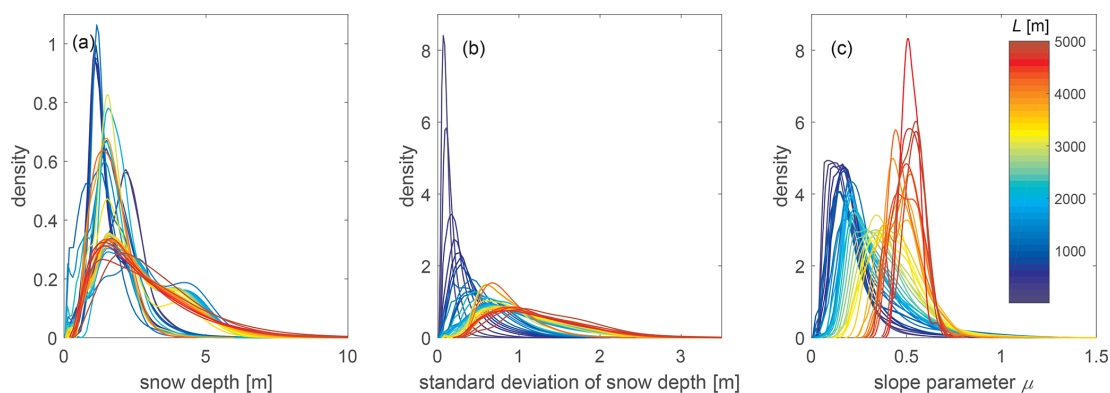 (a)
density
1
0.8
0.6
0.4
0.2
0
0 5 10
snow depth [m]
(b)
density
8
6
4
2
0
0 1 2 3
standard deviation of snow depth [m]
(c)
density
8
6
4
2
0
0 0.5 1 1.5
slope parameter μ
L [m]
5000
4000
3000
2000
1000